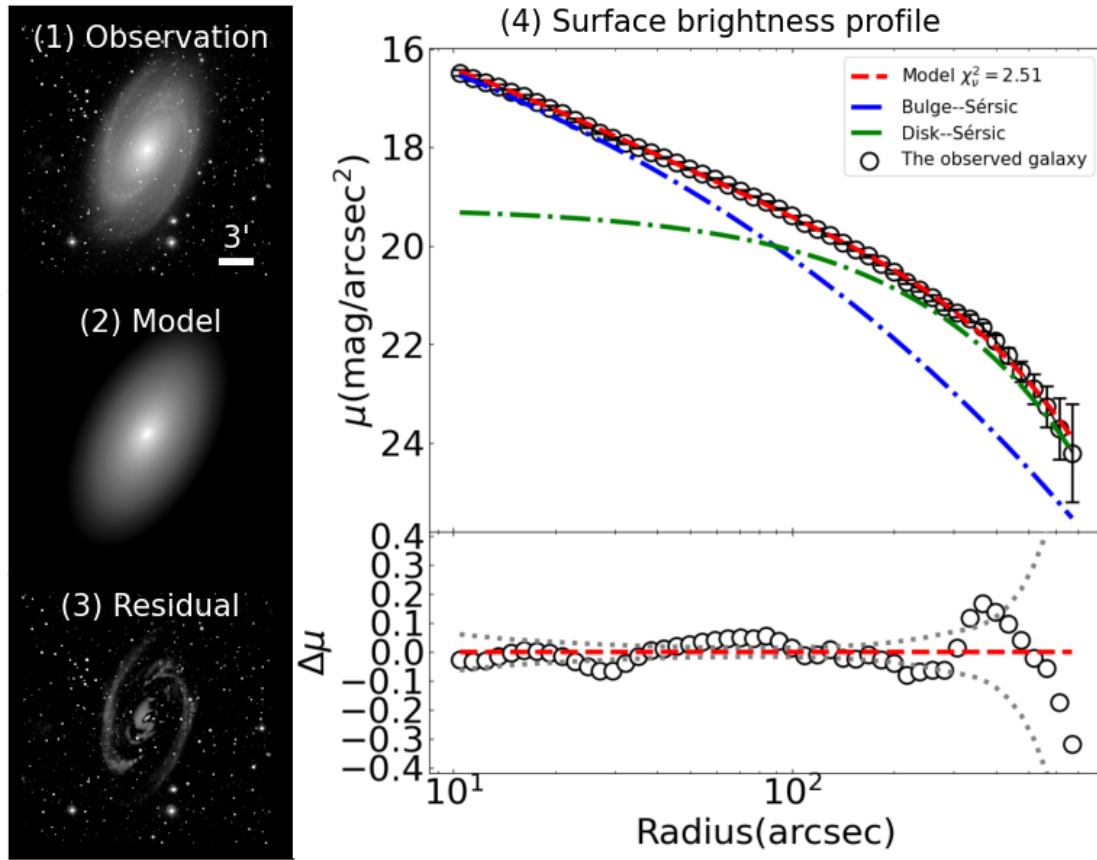 (1) Observation
3'
(2) Model
(3) Residual
(4) Surface brightness profile
16
18
20
22
24
μ(mag/arcsec²)
Model χ²ᵥ = 2.51
Bulge--Sérsic
Disk--Sérsic
The observed galaxy
0.4
0.3
0.2
0.1
0.0
−0.1
−0.2
−0.3
−0.4
Δμ
10¹
10²
Radius(arcsec)